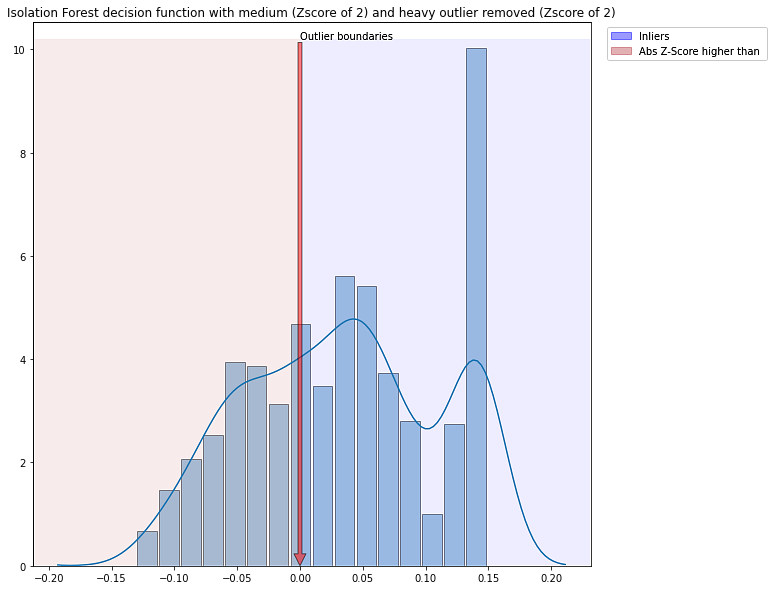 Isolation Forest decision function with medium (Zscore of 2) and heavy outlier removed (Zscore of 2)
Outlier boundaries
Inliers
Abs Z-Score higher than
10
8
6
4
2
0
−0.20 −0.15 −0.10 −0.05 0.00 0.05 0.10 0.15 0.20